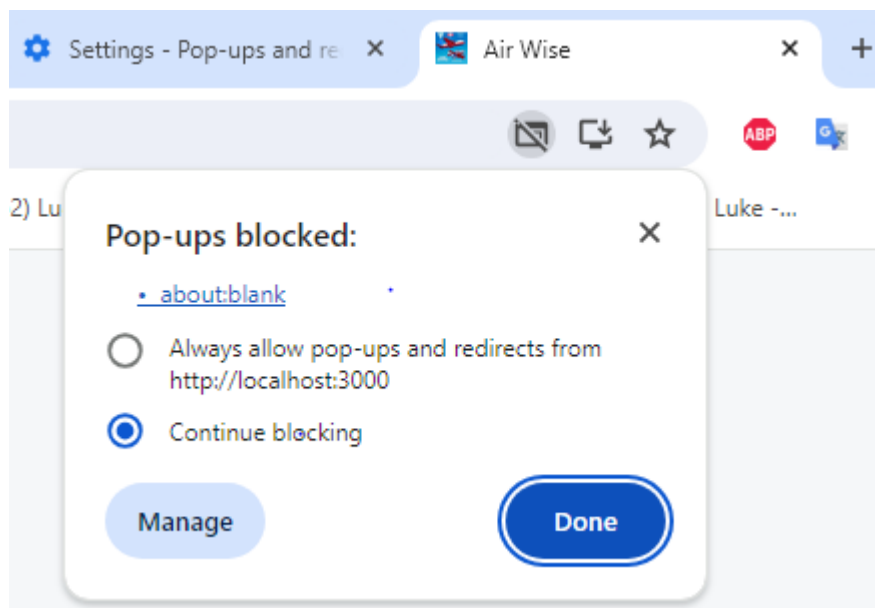 Settings - Pop-ups and re
Air Wise
ABP
G
2) Lu
Luke -...
Pop-ups blocked:
• about:blank
Always allow pop-ups and redirects from
http://localhost:3000
Continue blocking
Manage
Done